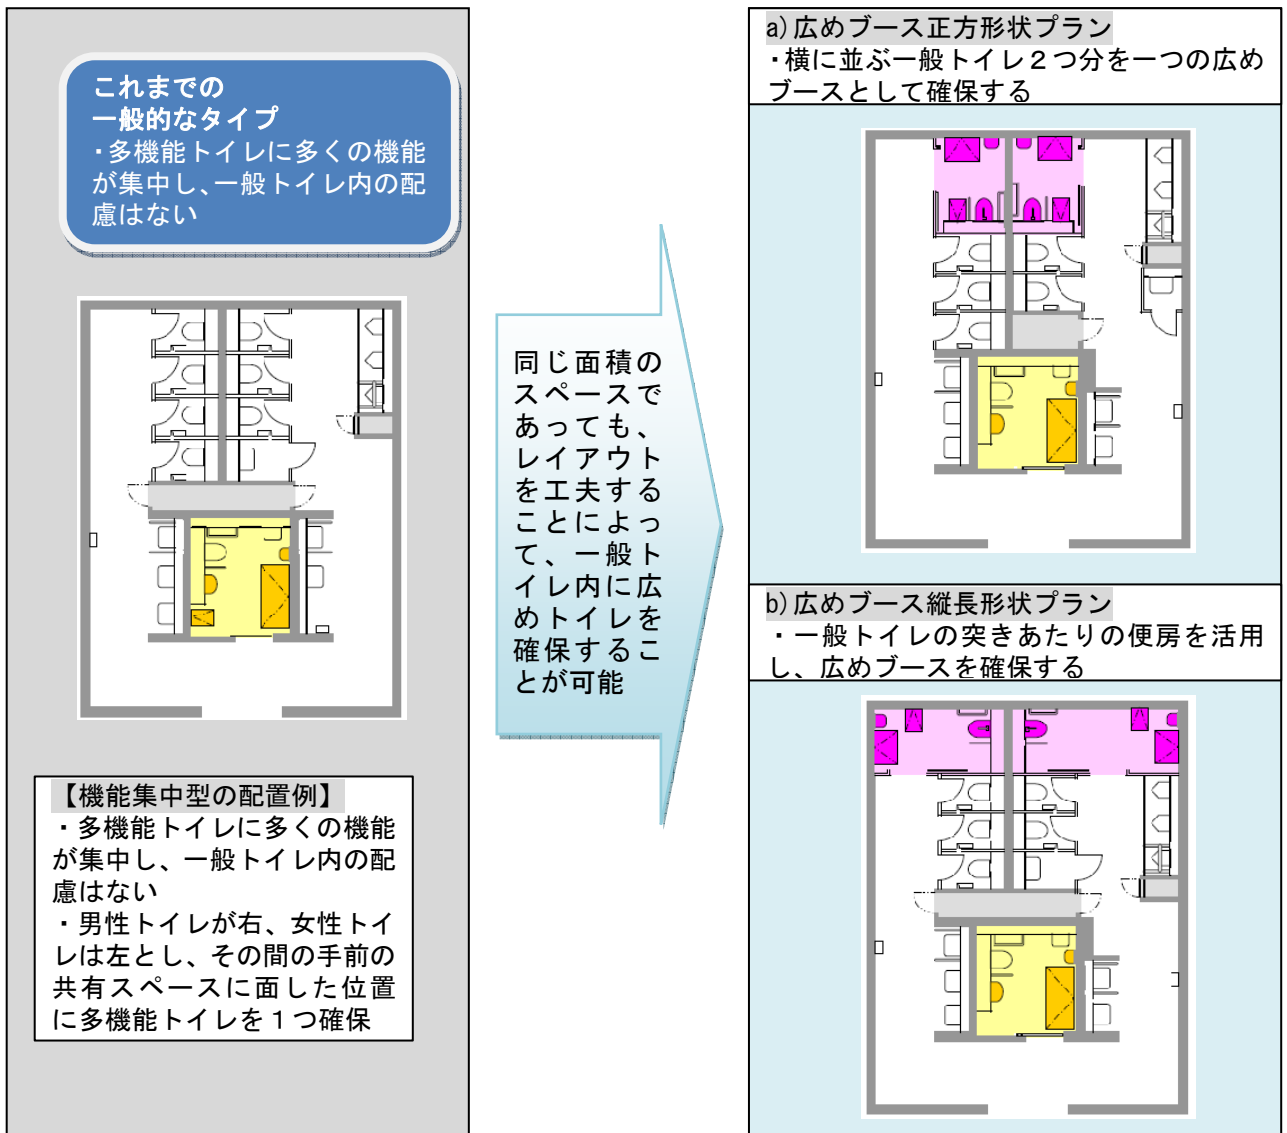 これまでの
一般的なタイプ
・多機能トイレに多くの機能
が集中し、一般トイレ内の配
慮はない
【機能集中型の配置例】
・多機能トイレに多くの機能
が集中し、一般トイレ内の配
慮はない
・男性トイレが右、女性トイ
レは左とし、その間の手前の
共有スペースに面した位置
に多機能トイレを１つ確保
同じ面積の
スペースで
あっても、
レイアウト
を工夫する
ことによっ
て、一般ト
イレ内に広
めトイレを
確保するこ
とが可能
a)広めブース正方形状プラン
・横に並ぶ一般トイレ２つ分を一つの広め
ブースとして確保する
b)広めブース縦長形状プラン
・一般トイレの突きあたりの便房を活用
し、広めブースを確保する